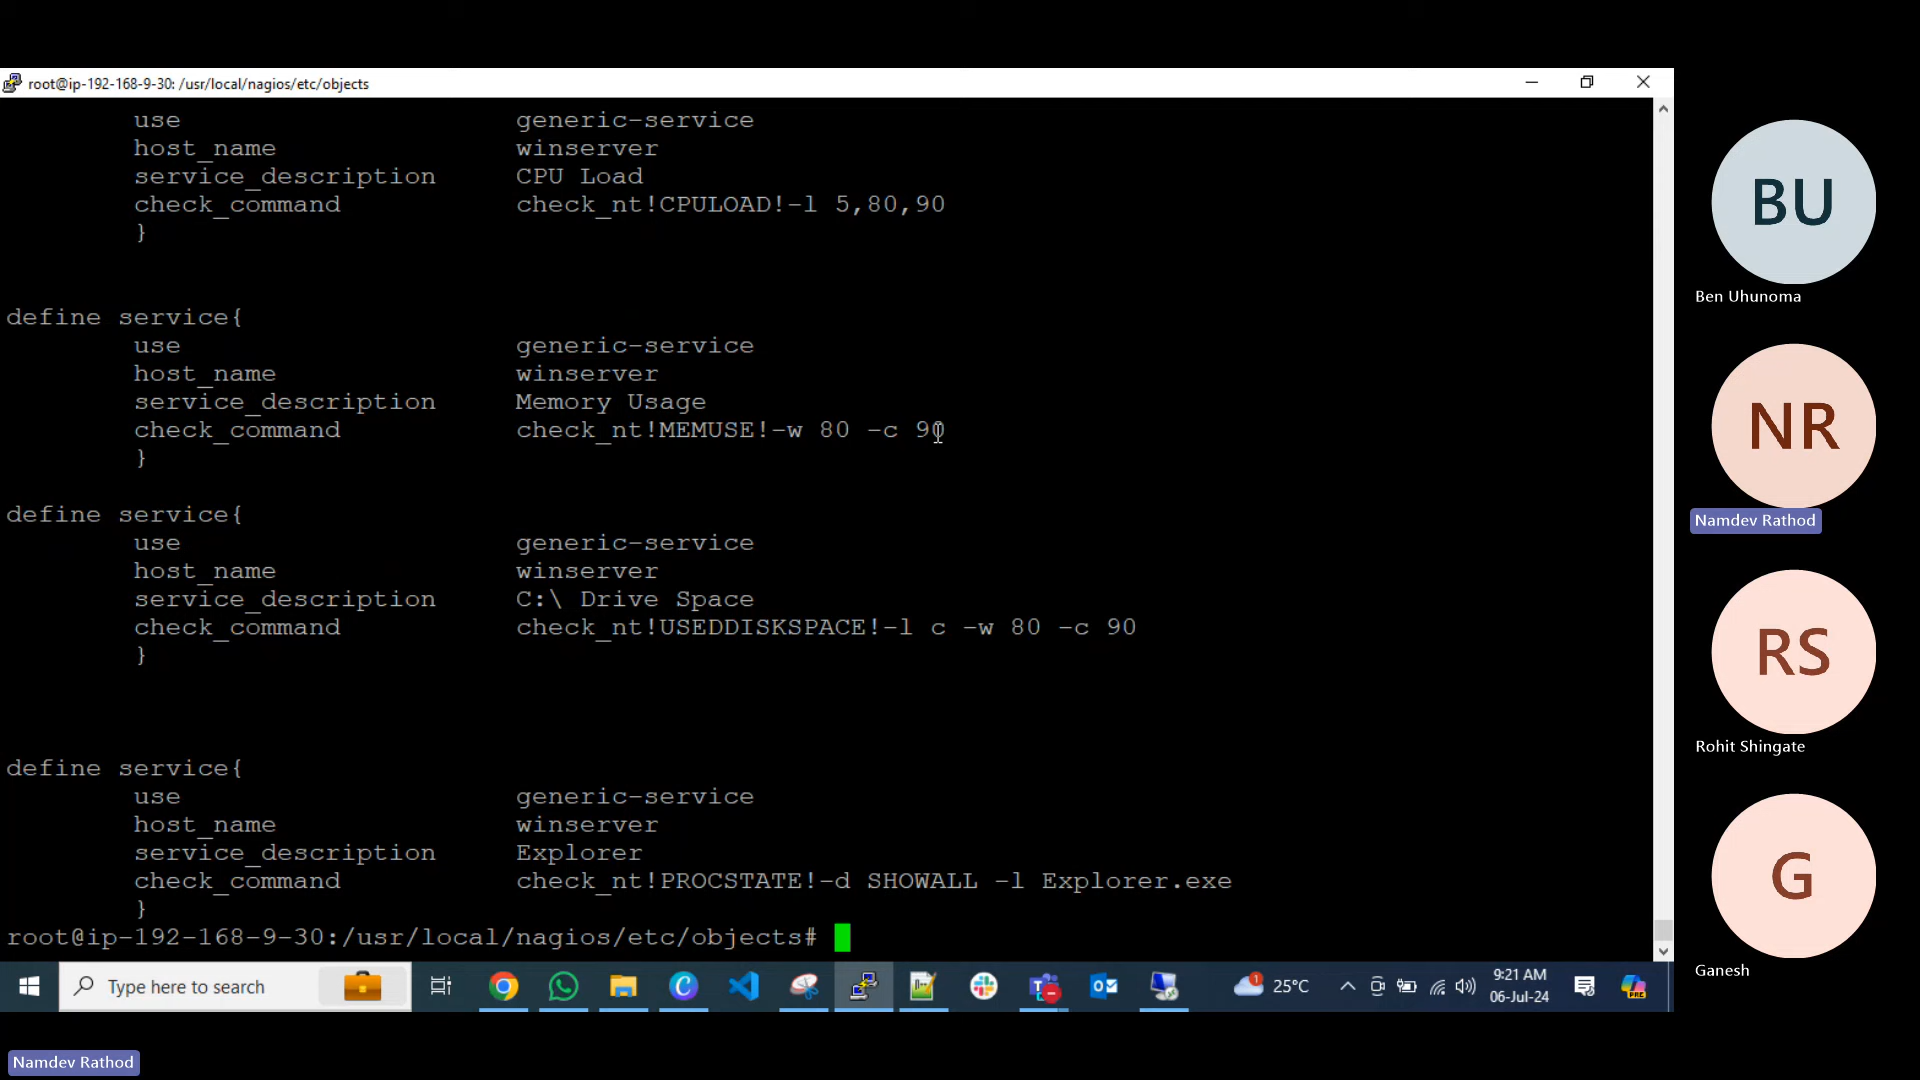 root@ip-192-168-9-30: /usr/local/nagios/etc/objects
use generic-service
host_name winserver
service_description CPU Load
check_command check_nt!CPULOAD!-l 5,80,90
}
define service{
use generic-service
host_name winserver
service_description Memory Usage
check_command check_nt!MEMUSE!-w 80 -c 90
}
define service{
use generic-service
host_name winserver
service_description C:\ Drive Space
check_command check_nt!USEDDISKSPACE!-l c -w 80 -c 90
}
define service{
use generic-service
host_name winserver
service_description Explorer
check_command check_nt!PROCSTATE!-d SHOWALL -l Explorer.exe
}
root@ip-192-168-9-30:/usr/local/nagios/etc/objects#
BU
Ben Uhunoma
NR
Namdev Rathod
RS
Rohit Shingate
G
Ganesh
Type here to search
1
25°C
9:21 AM
06-Jul-24
PRE
Namdev Rathod